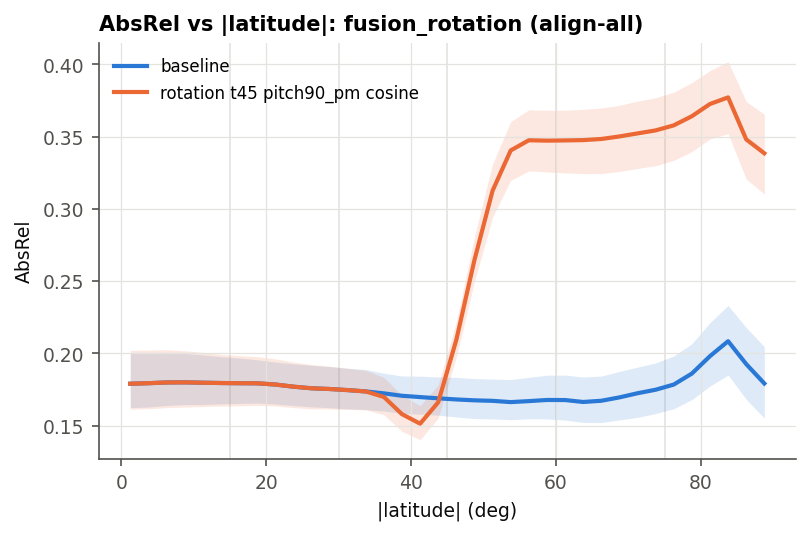 AbsRel vs |latitude|: fusion_rotation (align-all)
baseline
rotation t45 pitch90_pm cosine
AbsRel
0.40
0.35
0.30
0.25
0.20
0.15
0
20
40
60
80
|latitude| (deg)